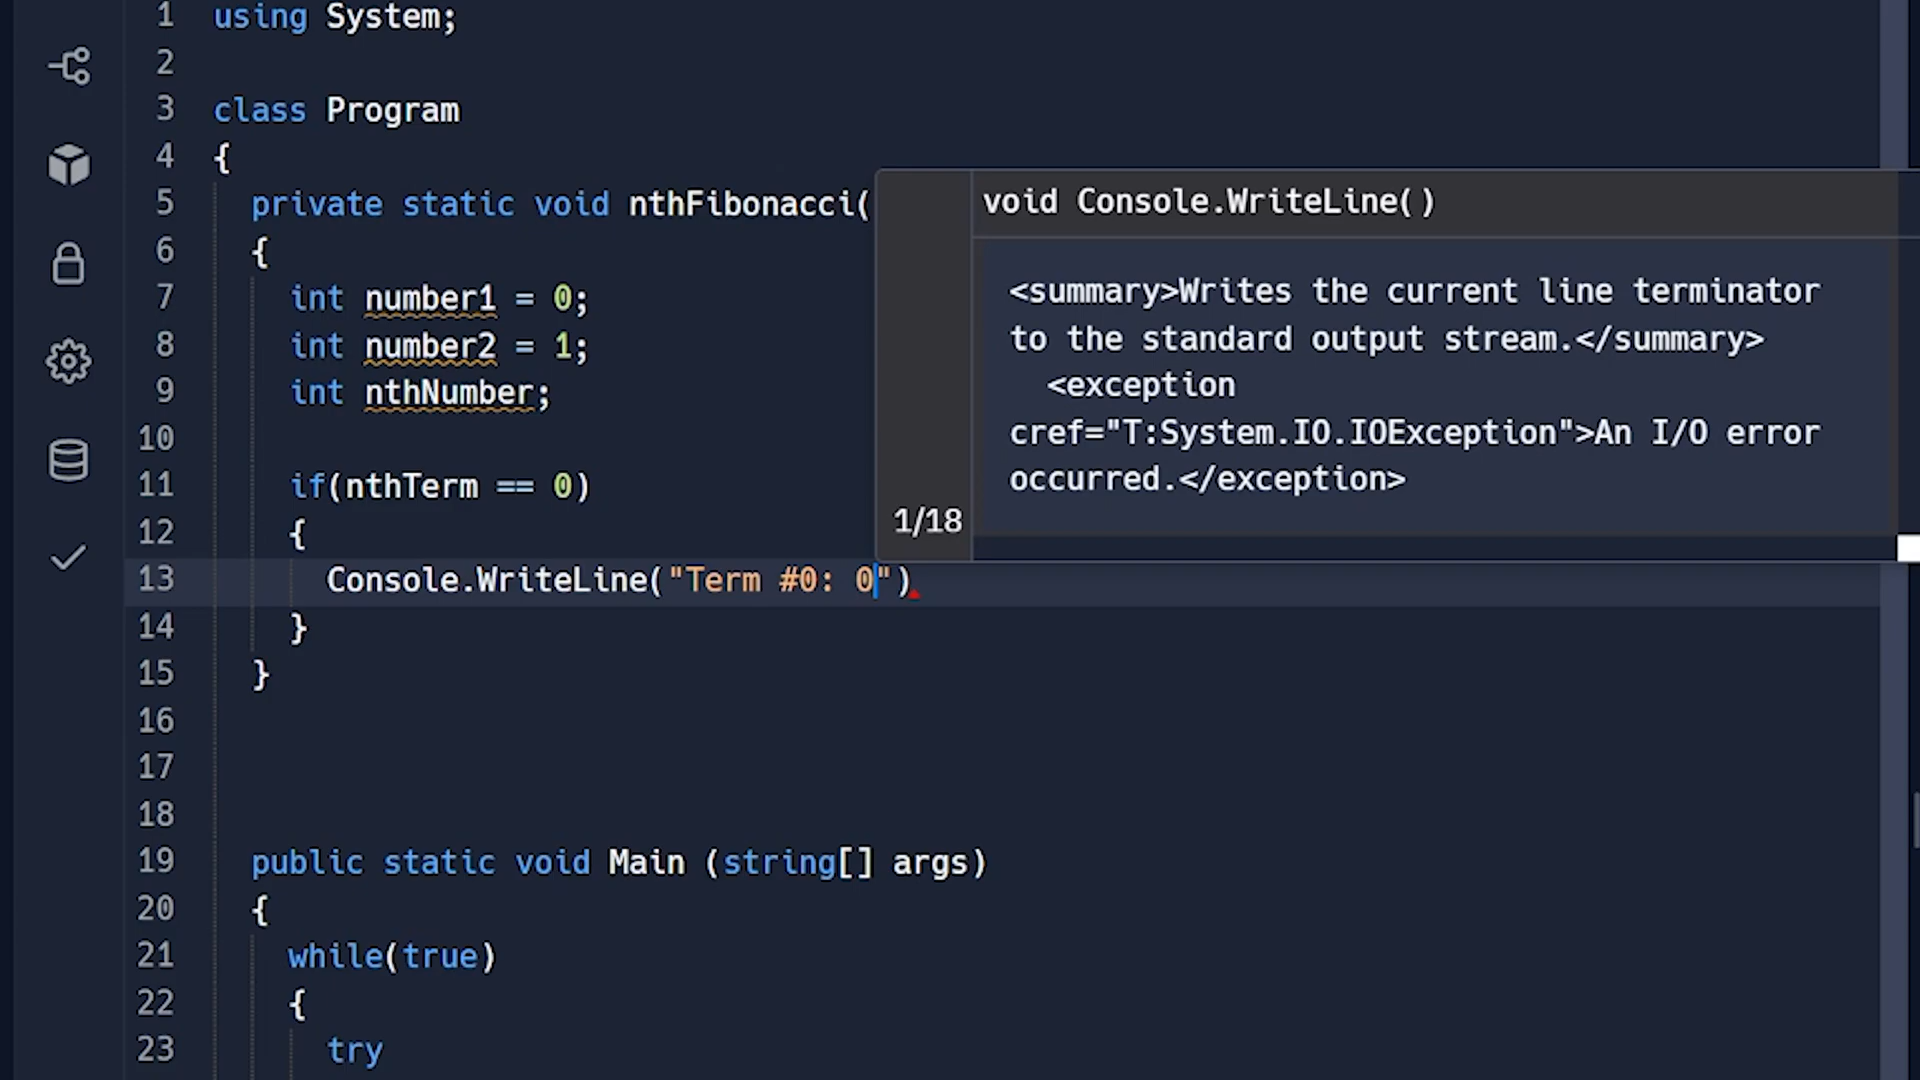 1 using System;
2
3 class Program
4 {
5 private static void nthFibonacci(
6 {
7 int number1 = 0;
8 int number2 = 1;
9 int nthNumber;
10
11 if(nthTerm == 0)
12 {
13 Console.WriteLine("Term #0: 0")
14 }
15 }
16
17
18
19 public static void Main (string[] args)
20 {
21 while(true)
22 {
23 try
void Console.WriteLine()
<summary>Writes the current line terminator
to the standard output stream.</summary>
<exception
cref="T:System.IO.IOException">An I/O error
occurred.</exception>
1/18